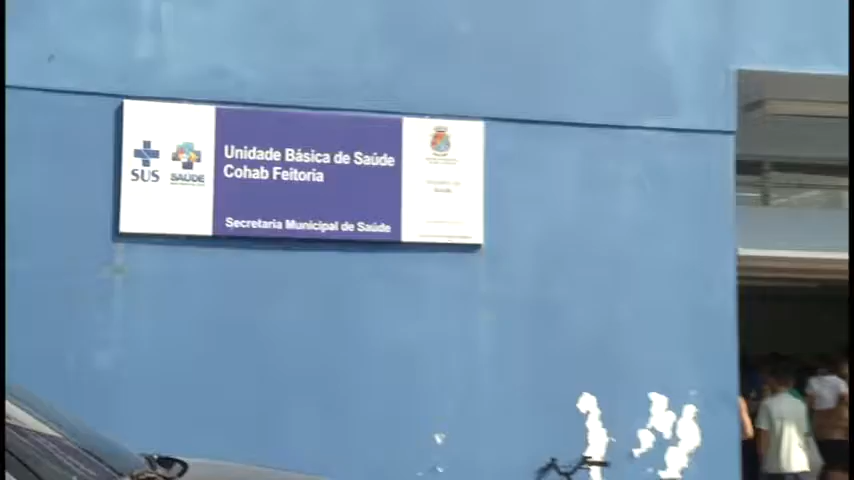 SUS
SAÚDE
Unidade Básica de Saúde
Cohab Feitoria
Secretaria Municipal de Saúde